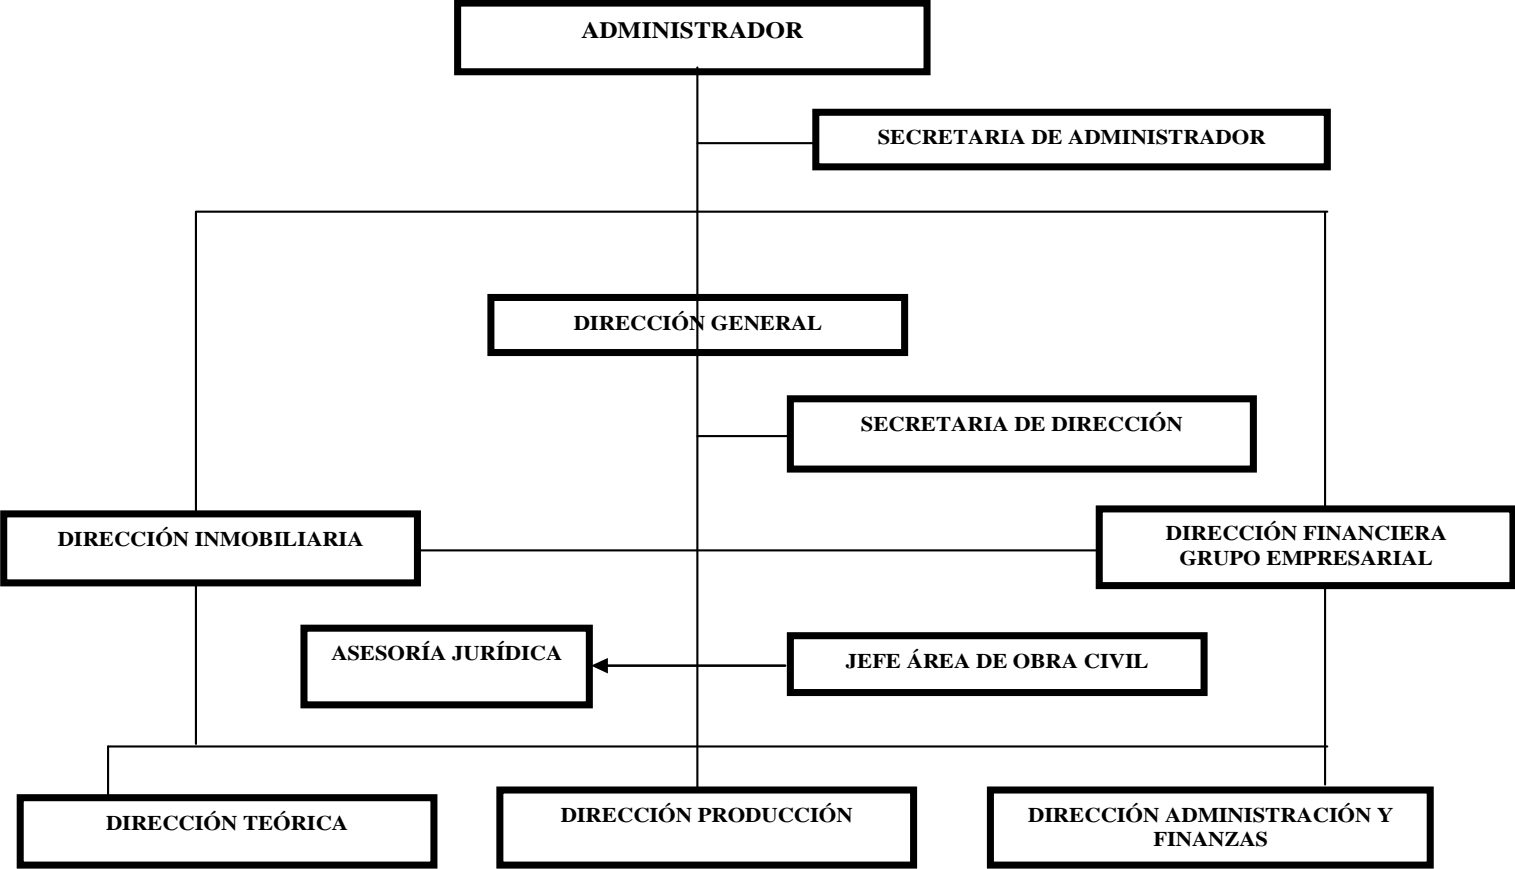 ADMINISTRADOR
SECRETARIA DE ADMINISTRADOR
DIRECCIÓN GENERAL
SECRETARIA DE DIRECCIÓN
DIRECCIÓN INMOBILIARIA
DIRECCIÓN FINANCIERA
GRUPO EMPRESARIAL
ASESORÍA JURÍDICA
JEFE ÁREA DE OBRA CIVIL
DIRECCIÓN TEÓRICA
DIRECCIÓN PRODUCCIÓN
DIRECCIÓN ADMINISTRACIÓN Y
FINANZAS